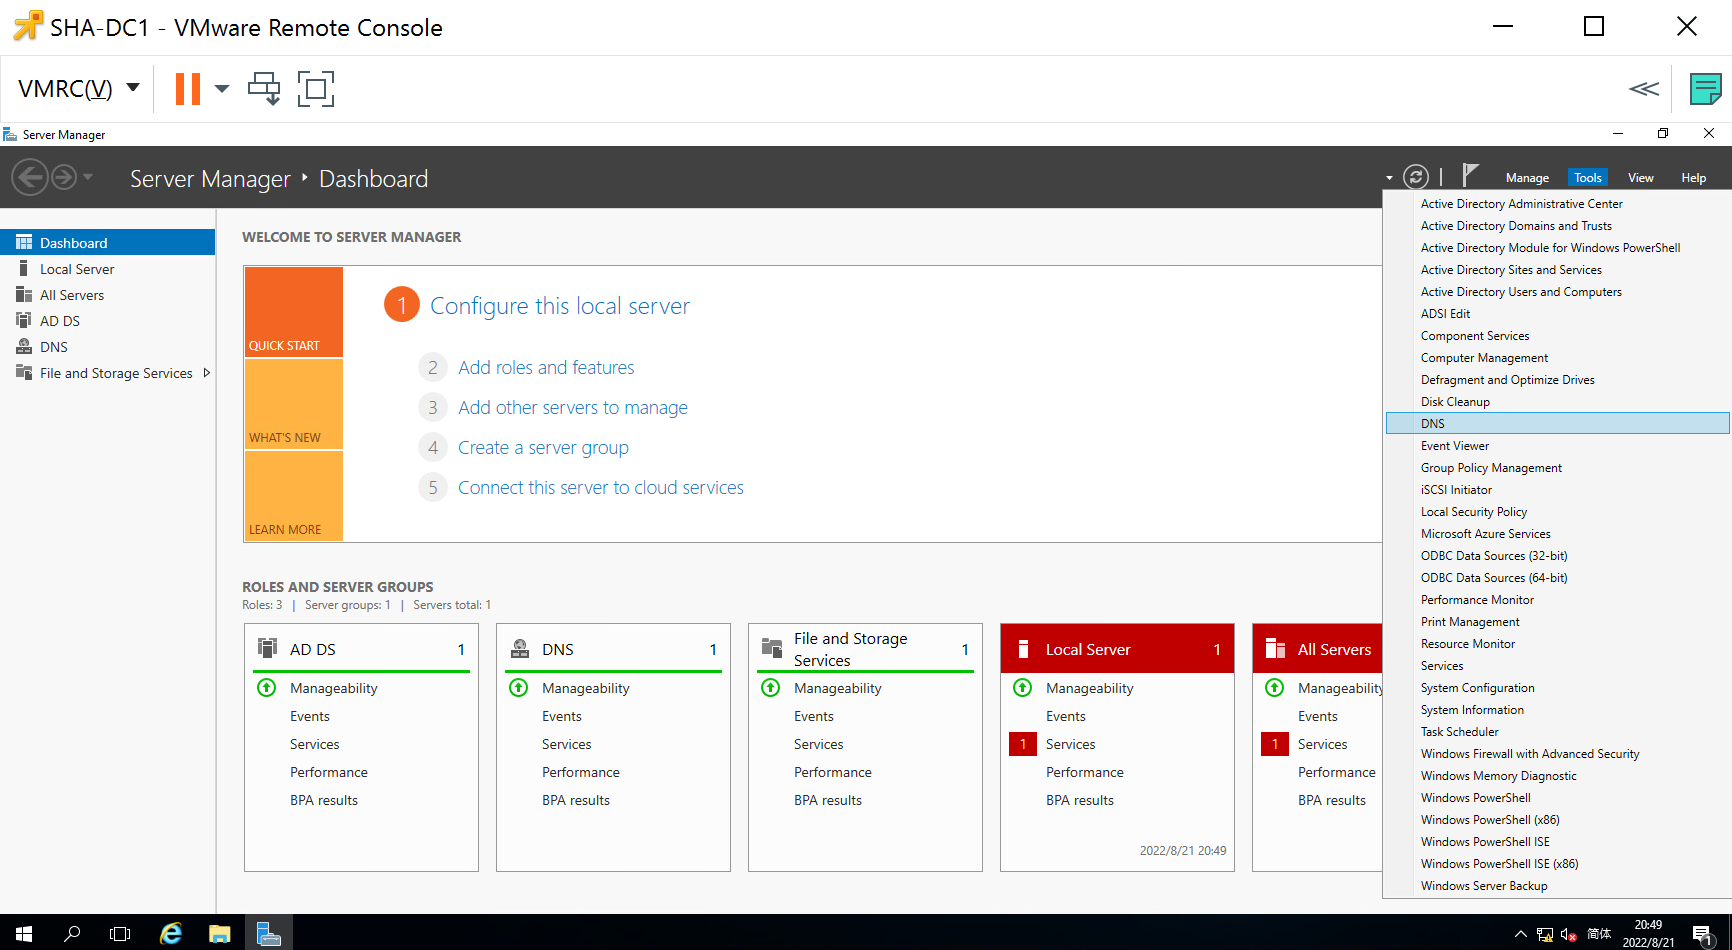 SHA-DC1 - VMware Remote Console
VMRC(V)
Server Manager
Server Manager ‣ Dashboard
Manage
Tools
View
Help
Dashboard
Local Server
All Servers
AD DS
DNS
File and Storage Services
WELCOME TO SERVER MANAGER
QUICK START
WHAT'S NEW
LEARN MORE
1 Configure this local server
2 Add roles and features
3 Add other servers to manage
4 Create a server group
5 Connect this server to cloud services
ROLES AND SERVER GROUPS
Roles: 3 | Server groups: 1 | Servers total: 1
AD DS 1
Manageability
Events
Services
Performance
BPA results
DNS 1
Manageability
Events
Services
Performance
BPA results
File and Storage
Services 1
Manageability
Events
Services
Performance
BPA results
Local Server 1
Manageability
Events
1 Services
Performance
BPA results
2022/8/21 20:49
All Servers
Manageability
Events
1 Services
Performance
BPA results
Active Directory Administrative Center
Active Directory Domains and Trusts
Active Directory Module for Windows PowerShell
Active Directory Sites and Services
Active Directory Users and Computers
ADSI Edit
Component Services
Computer Management
Defragment and Optimize Drives
Disk Cleanup
DNS
Event Viewer
Group Policy Management
iSCSI Initiator
Local Security Policy
Microsoft Azure Services
ODBC Data Sources (32-bit)
ODBC Data Sources (64-bit)
Performance Monitor
Print Management
Resource Monitor
Services
System Configuration
System Information
Task Scheduler
Windows Firewall with Advanced Security
Windows Memory Diagnostic
Windows PowerShell
Windows PowerShell (x86)
Windows PowerShell ISE
Windows PowerShell ISE (x86)
Windows Server Backup
简体
20:49
2022/8/21
1